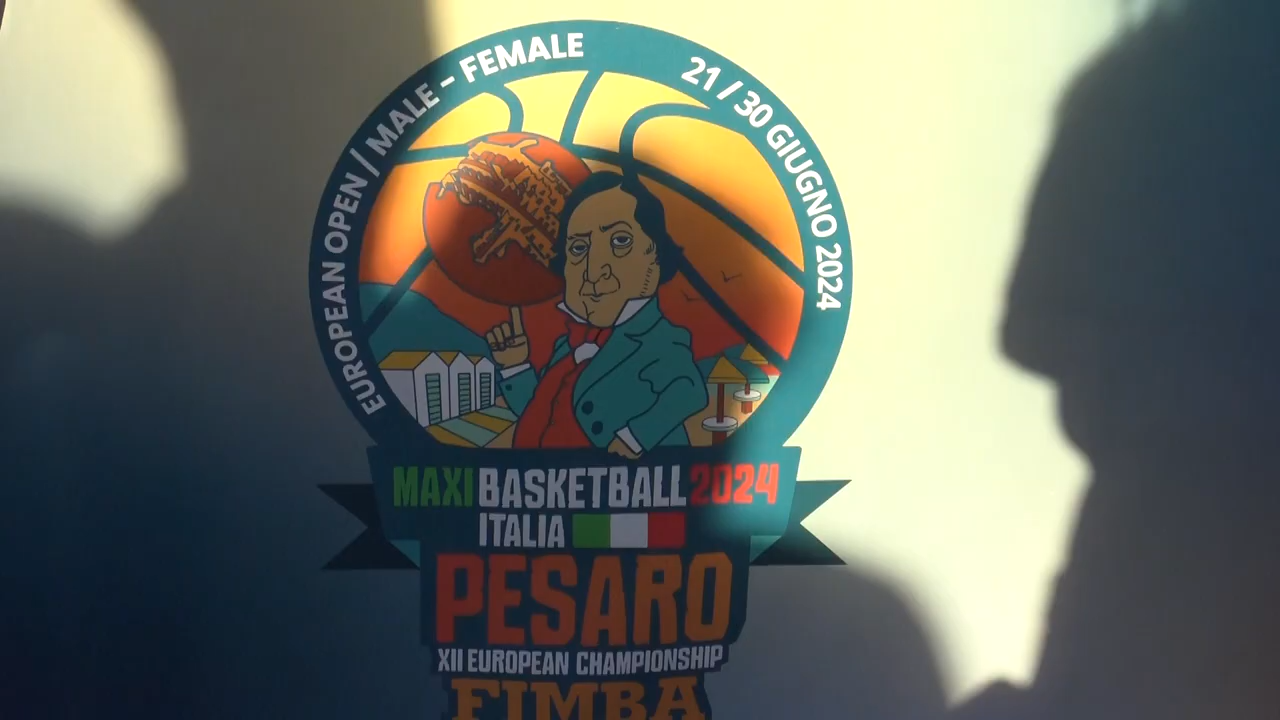 EUROPEAN OPEN / MALE - FEMALE
21 / 30 GIUGNO 2024
MAXI BASKETBALL 2024
ITALIA
PESARO
XII EUROPEAN CHAMPIONSHIP
FIMBA